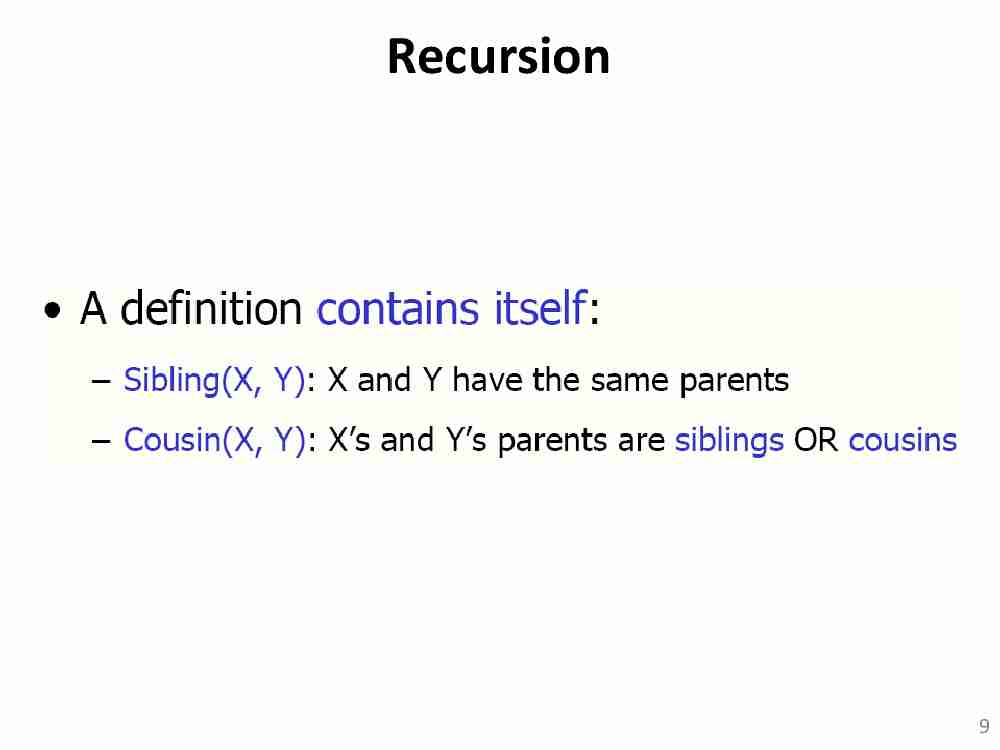 Recursion
• A definition contains itself:
– Sibling(X, Y): X and Y have the same parents
– Cousin(X, Y): X’s and Y’s parents are siblings OR cousins
9